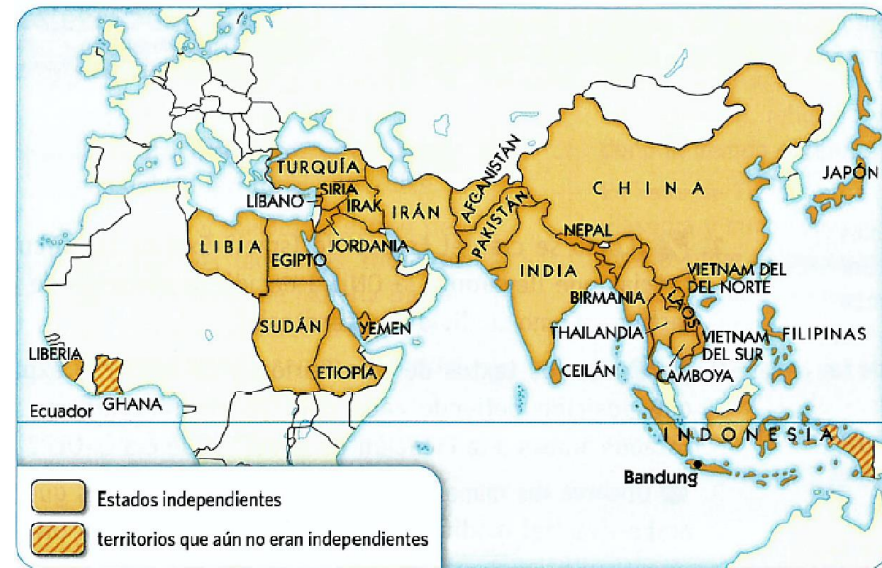 TURQUÍA
SIRIA
LÍBANO
IRAK
IRÁN
AFGANISTÁN
PAKISTÁN
CHINA
JAPÓN
LIBIA
EGIPTO
JORDANIA
NEPAL
INDIA
BIRMANIA
VIETNAM DEL
DEL NORTE
LAOS
SUDÁN
YEMEN
THAILANDIA
VIETNAM
DEL SUR
FILIPINAS
LIBERIA
ETIOPÍA
CEILÁN
CAMBOYA
Ecuador
GHANA
INDONESIA
Bandung
Estados independientes
territorios que aún no eran independientes